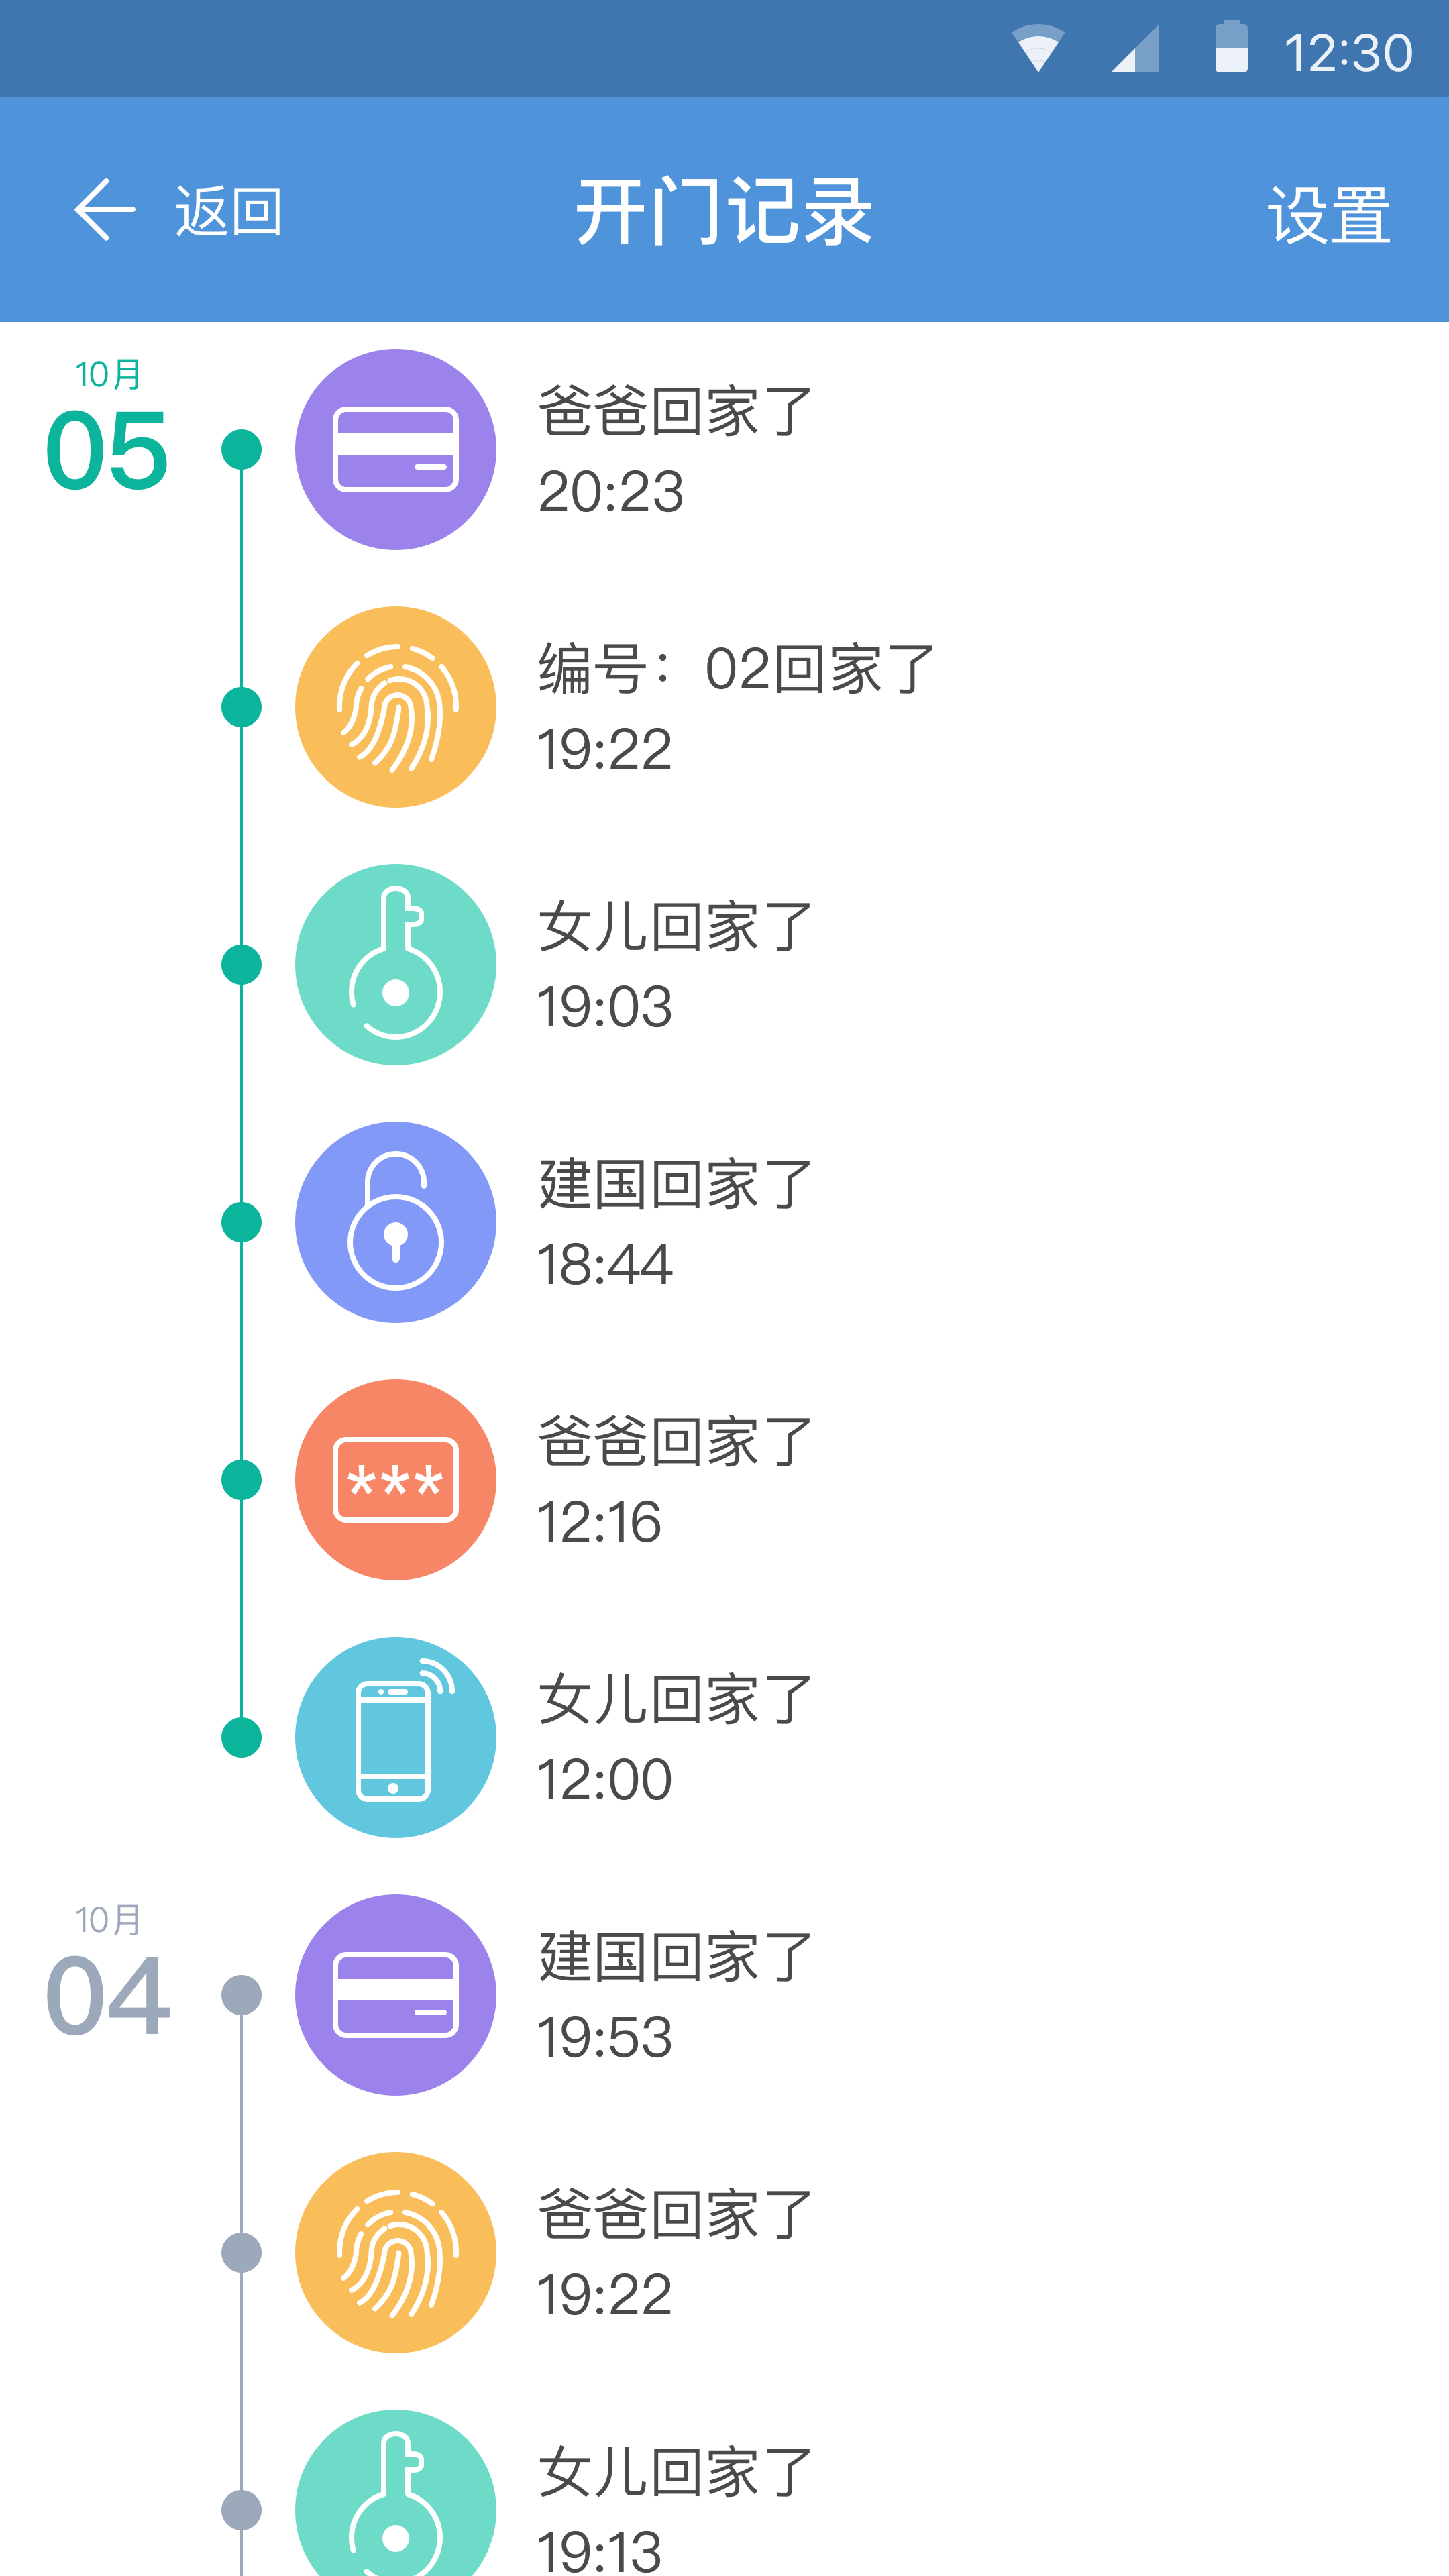 12:30
返回
开门记录
设置
10月
05
爸爸回家了
20:23
编号：02回家了
19:22
女儿回家了
19:03
建国回家了
18:44
***
爸爸回家了
12:16
女儿回家了
12:00
10月
04
建国回家了
19:53
爸爸回家了
19:22
女儿回家了
19:13